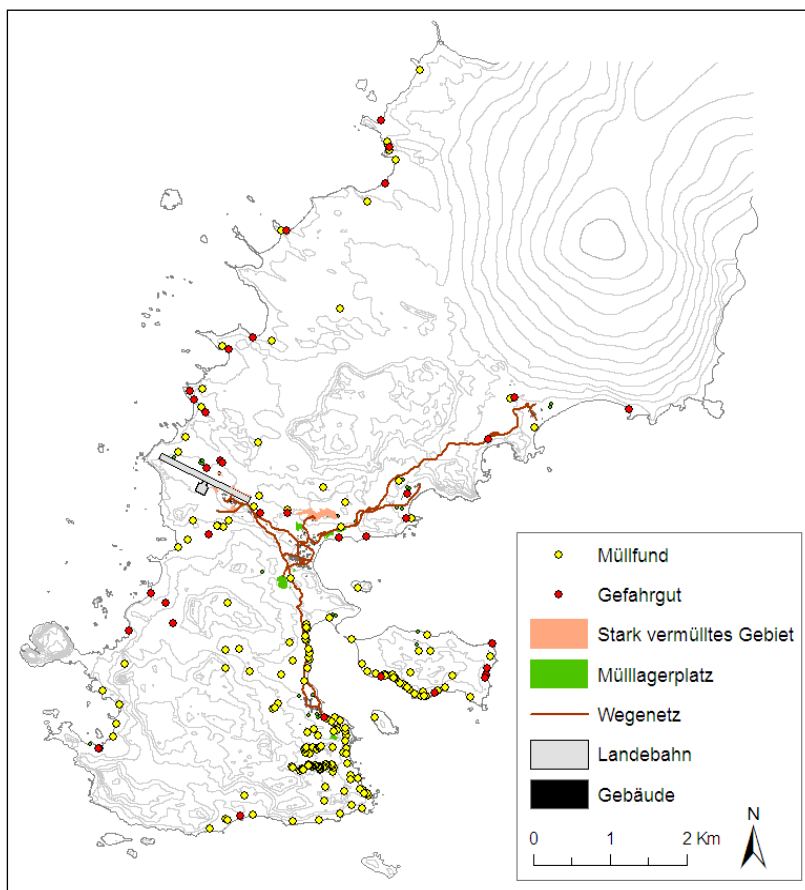 Müllfund
Gefahrgut
Stark vermülltes Gebiet
Mülllagerplatz
Wegenetz
Landebahn
Gebäude
N
0 1 2 Km